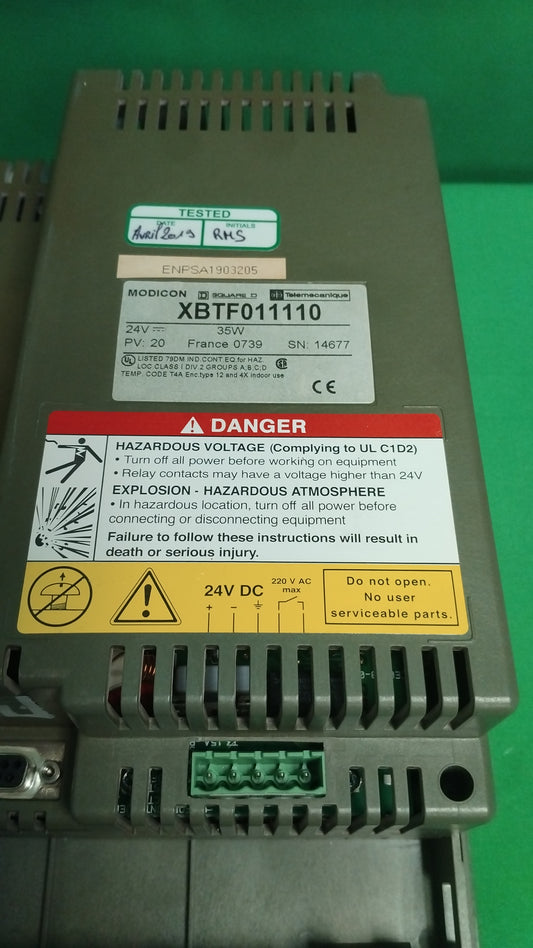 TESTED
DATE INITIALS
Avril 2019 RMS
ENPSA1903205
MODICON SQUARE D Telemecanique
XBTF011110
24V 35W
PV: 20 France 0739 SN: 14677
UL LISTED 79DM IND.CONT.EQ.for HAZ.
LOC.CLASS I DIV.2 GROUPS A,B,C,D
TEMP. CODE T4A Enc.type 12 and 4X indoor use
CE
DANGER
HAZARDOUS VOLTAGE (Complying to UL C1D2)
• Turn off all power before working on equipment
• Relay contacts may have a voltage higher than 24V
EXPLOSION - HAZARDOUS ATMOSPHERE
• In hazardous location, turn off all power before
connecting or disconnecting equipment
Failure to follow these instructions will result in
death or serious injury.
24V DC
+ -
220 V AC
max
Do not open.
No user
serviceable parts.